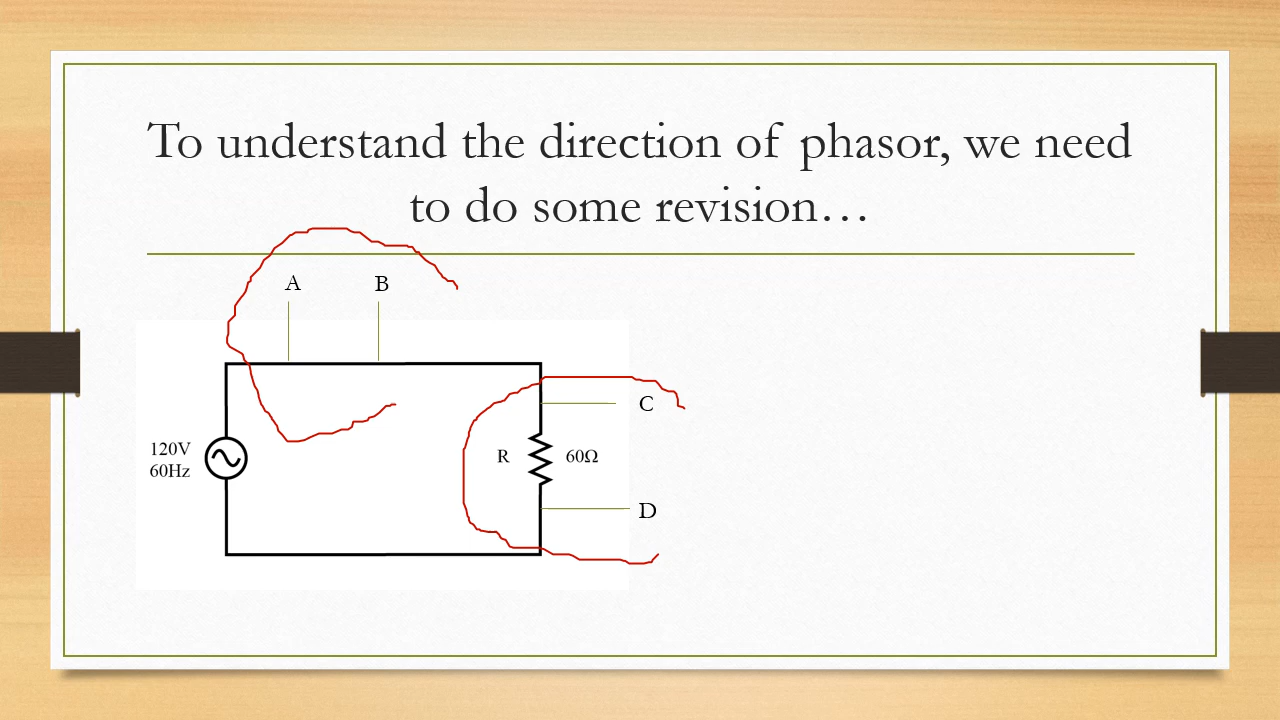 To understand the direction of phasor, we need
to do some revision…
A
B
C
120V
60Hz
R
60Ω
D